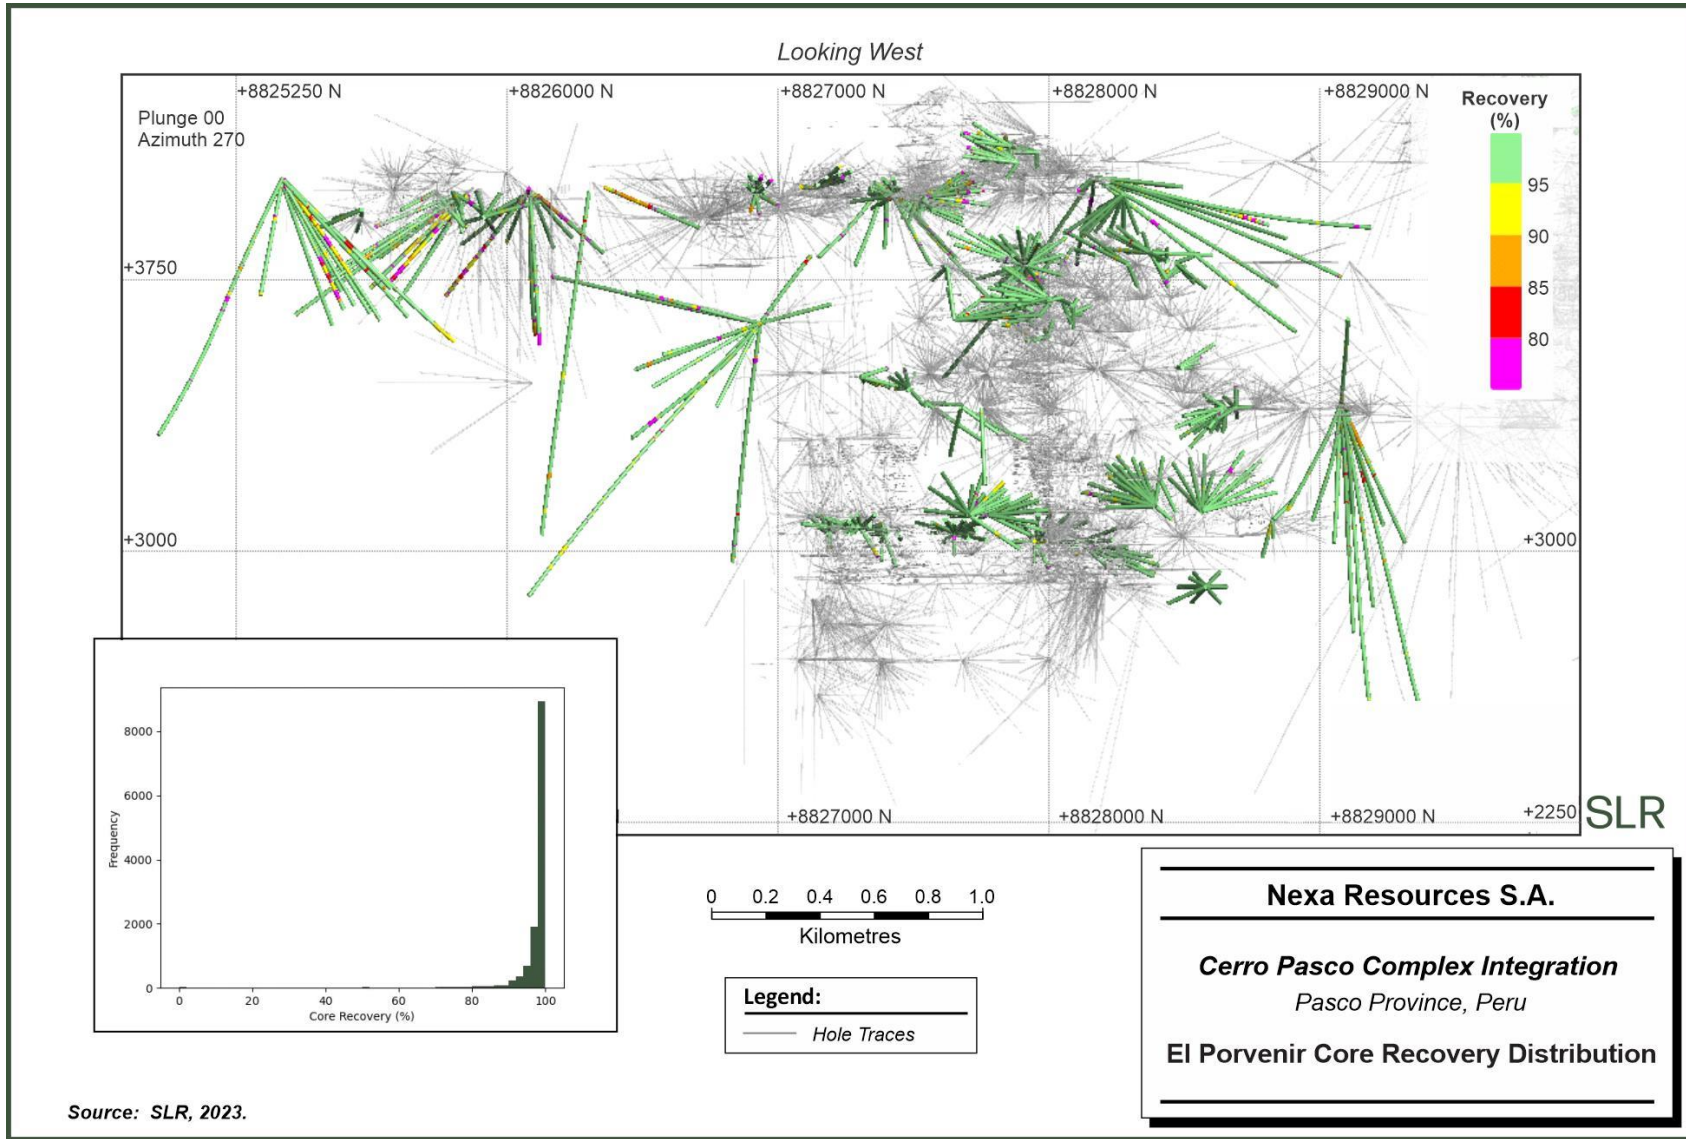 Looking West
+8825250 N
+8826000 N
+8827000 N
+8828000 N
+8829000 N
Plunge 00
Azimuth 270
Recovery
(%)
95
90
85
80
+3750
+3000
+3000
+8827000 N
+8828000 N
+8829000 N
+2250
SLR
8000
6000
4000
2000
0
Frequency
0 20 40 60 80 100
Core Recovery (%)
0 0.2 0.4 0.6 0.8 1.0
Kilometres
Legend:
Hole Traces
Nexa Resources S.A.
Cerro Pasco Complex Integration
Pasco Province, Peru
El Porvenir Core Recovery Distribution
Source: SLR, 2023.